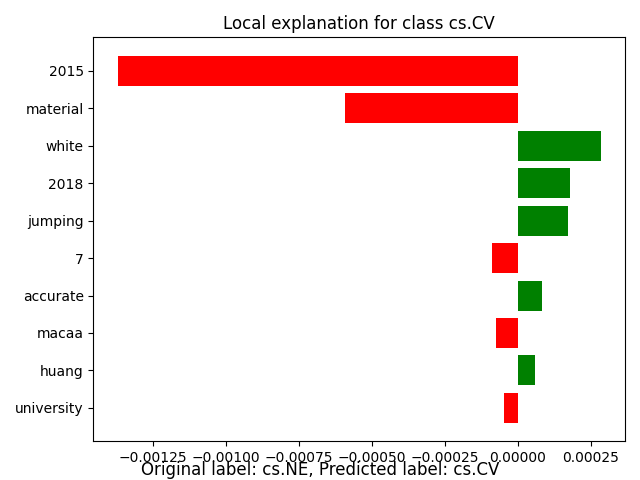 Local explanation for class cs.CV
2015
material
white
2018
jumping
7
accurate
macaa
huang
university
−0.00125 −0.00100 −0.00075 −0.00050 −0.00025 0.00000 0.00025
Original label: cs.NE, Predicted label: cs.CV